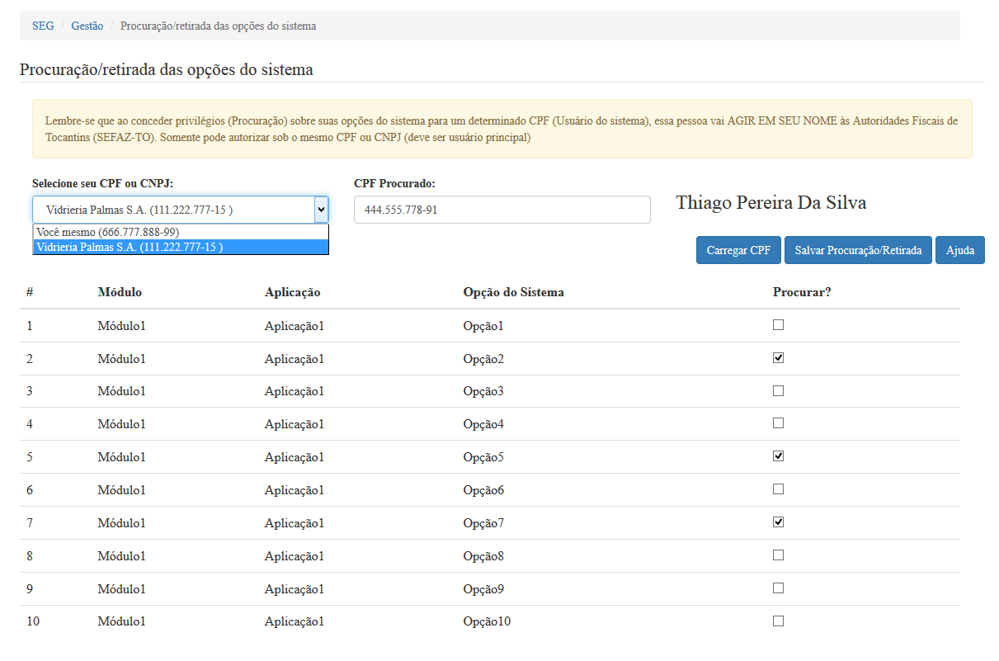 SEG / Gestão / Procuração/retirada das opções do sistema
Procuração/retirada das opções do sistema
Lembre-se que ao conceder privilégios (Procuração) sobre suas opções do sistema para um determinado CPF (Usuário do sistema), essa pessoa vai AGIR EM SEU NOME às Autoridades Fiscais de
Tocantins (SEFAZ-TO). Somente pode autorizar sob o mesmo CPF ou CNPJ (deve ser usuário principal)
Selecione seu CPF ou CNPJ:
Vidrieria Palmas S.A. (111.222.777-15 )
Você mesmo (666.777.888-99)
Vidrieria Palmas S.A. (111.222.777-15 )
CPF Procurado:
444.555.778-91
Thiago Pereira Da Silva
Carregar CPF Salvar Procuração/Retirada Ajuda
# Módulo Aplicação Opção do Sistema Procurar?
1 Módulo1 Aplicação1 Opção1
2 Módulo1 Aplicação1 Opção2
3 Módulo1 Aplicação1 Opção3
4 Módulo1 Aplicação1 Opção4
5 Módulo1 Aplicação1 Opção5
6 Módulo1 Aplicação1 Opção6
7 Módulo1 Aplicação1 Opção7
8 Módulo1 Aplicação1 Opção8
9 Módulo1 Aplicação1 Opção9
10 Módulo1 Aplicação1 Opção10